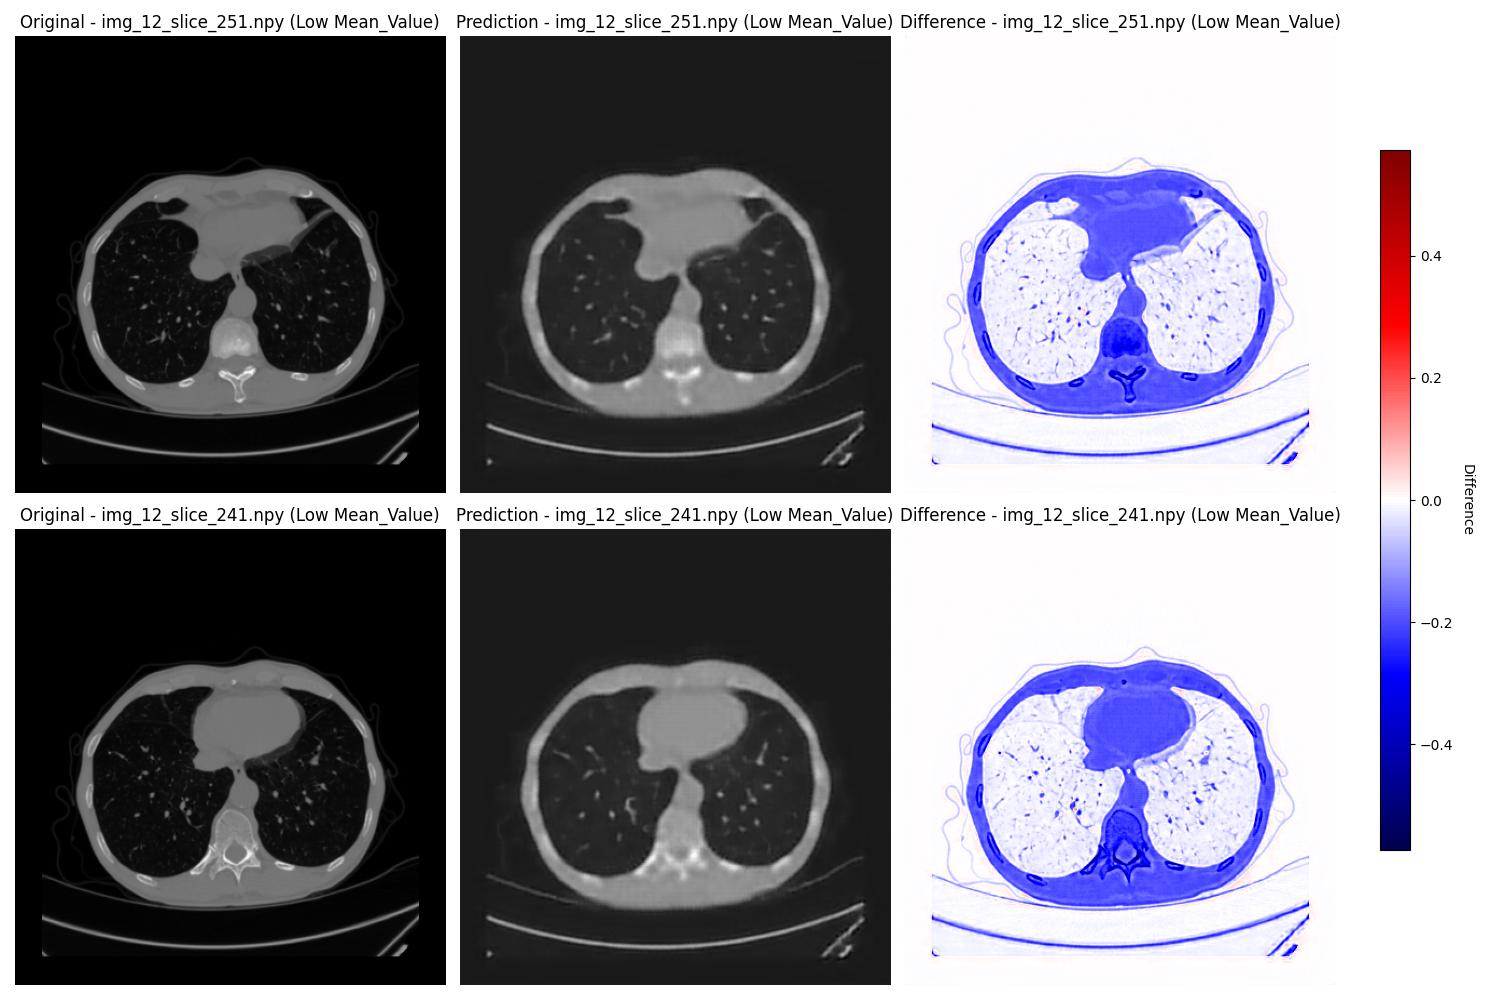 Original - img_12_slice_251.npy (Low Mean_Value)
Prediction - img_12_slice_251.npy (Low Mean_Value)
Difference - img_12_slice_251.npy (Low Mean_Value)
Original - img_12_slice_241.npy (Low Mean_Value)
Prediction - img_12_slice_241.npy (Low Mean_Value)
Difference - img_12_slice_241.npy (Low Mean_Value)
0.4
0.2
0.0
−0.2
−0.4
Difference